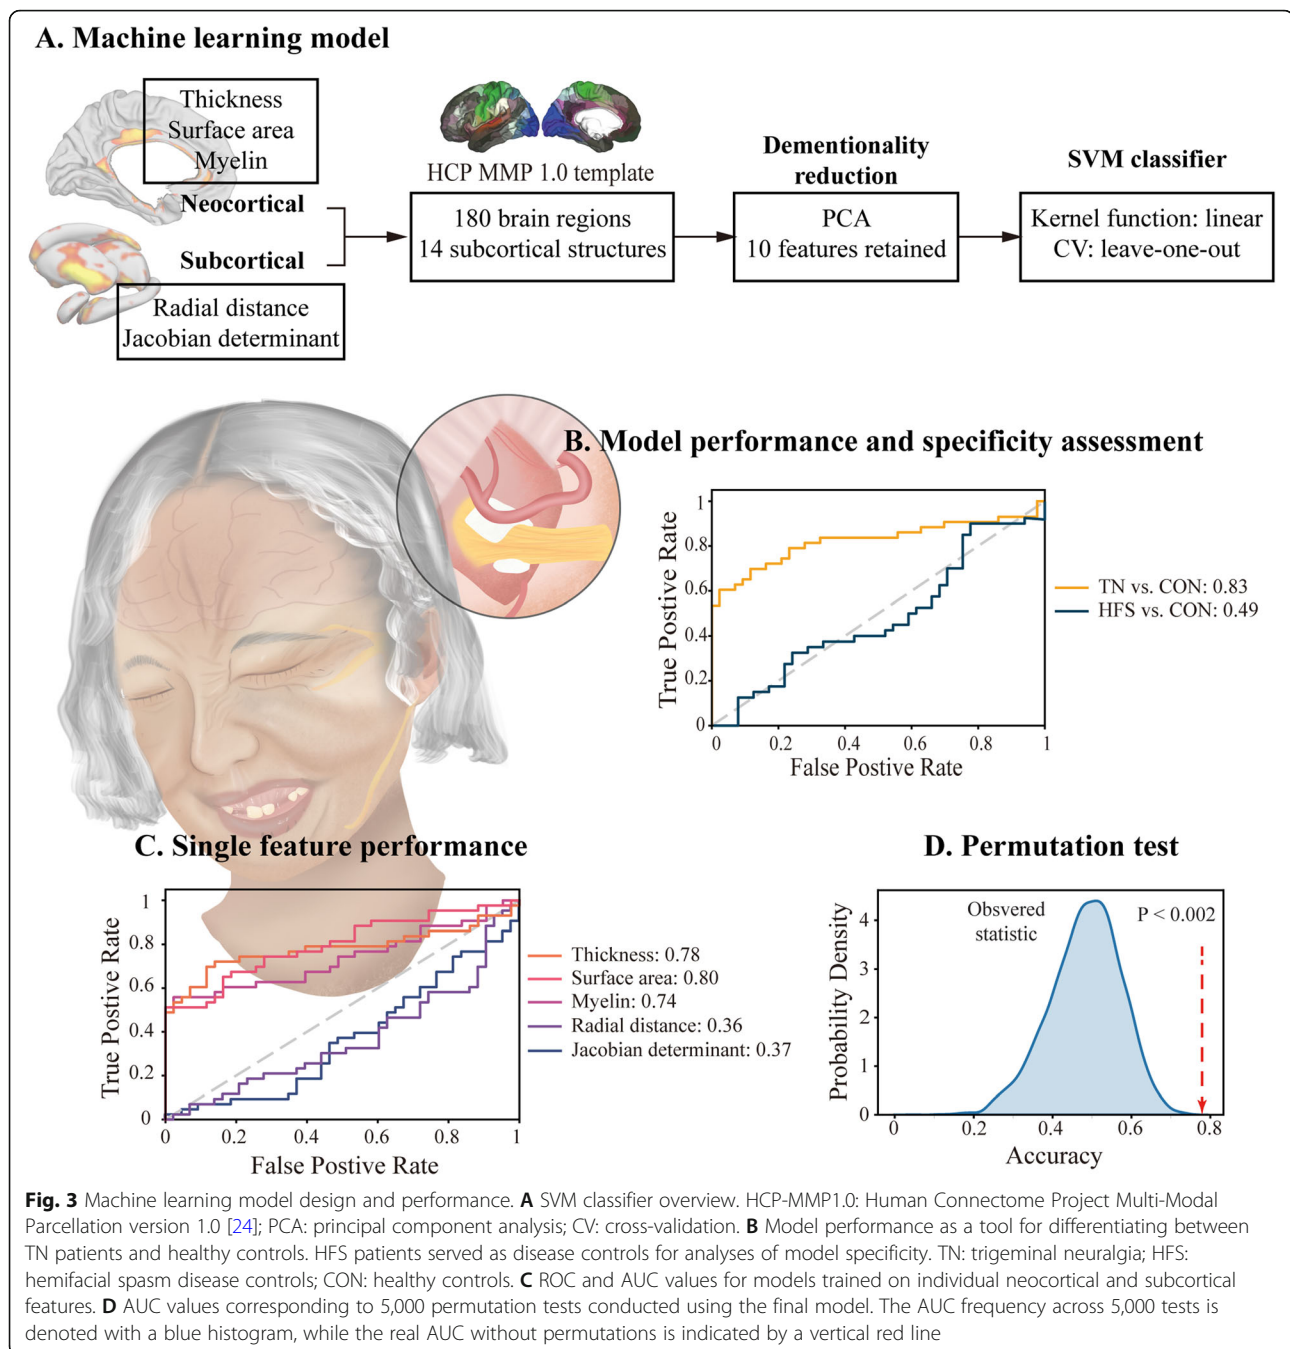 A. Machine learning model
Thickness
Surface area
Myelin
Neocortical
Subcortical
Radial distance
Jacobian determinant
HCP MMP 1.0 template
180 brain regions
14 subcortical structures
Dementionality
reduction
PCA
10 features retained
SVM classifier
Kernel function: linear
CV: leave-one-out
B. Model performance and specificity assessment
True Postive Rate
1
0.8
0.6
0.4
0.2
0
0 0.2 0.4 0.6 0.8 1
False Postive Rate
TN vs. CON: 0.83
HFS vs. CON: 0.49
C. Single feature performance
True Postive Rate
1
0.8
0.6
0.4
0.2
0
0 0.2 0.4 0.6 0.8 1
False Postive Rate
Thickness: 0.78
Surface area: 0.80
Myelin: 0.74
Radial distance: 0.36
Jacobian determinant: 0.37
D. Permutation test
Probability Density
4
3
2
1
0
Obsvered
statistic
P < 0.002
0 0.2 0.4 0.6 0.8
Accuracy
Fig. 3 Machine learning model design and performance. A SVM classifier overview. HCP-MMP1.0: Human Connectome Project Multi-Modal
Parcellation version 1.0 [24]; PCA: principal component analysis; CV: cross-validation. B Model performance as a tool for differentiating between
TN patients and healthy controls. HFS patients served as disease controls for analyses of model specificity. TN: trigeminal neuralgia; HFS:
hemifacial spasm disease controls; CON: healthy controls. C ROC and AUC values for models trained on individual neocortical and subcortical
features. D AUC values corresponding to 5,000 permutation tests conducted using the final model. The AUC frequency across 5,000 tests is
denoted with a blue histogram, while the real AUC without permutations is indicated by a vertical red line